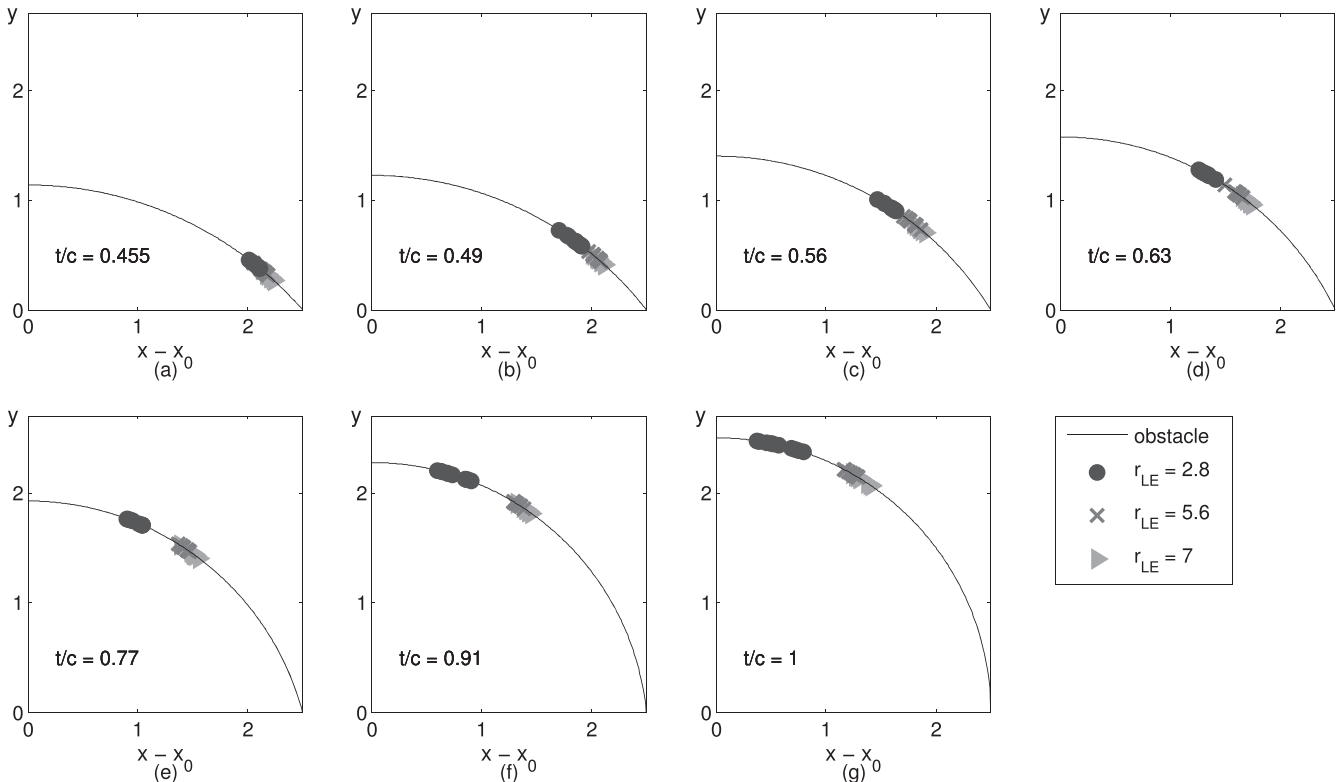 y
2
1
0
t/c = 0.455
0 1 2
x − x0
(a)
y
2
1
0
t/c = 0.49
0 1 2
x − x0
(b)
y
2
1
0
t/c = 0.56
0 1 2
x − x0
(c)
y
2
1
0
t/c = 0.63
0 1 2
x − x0
(d)
y
2
1
0
t/c = 0.77
0 1 2
x − x0
(e)
y
2
1
0
t/c = 0.91
0 1 2
x − x0
(f)
y
2
1
0
t/c = 1
0 1 2
x − x0
(g)
obstacle
rLE = 2.8
rLE = 5.6
rLE = 7